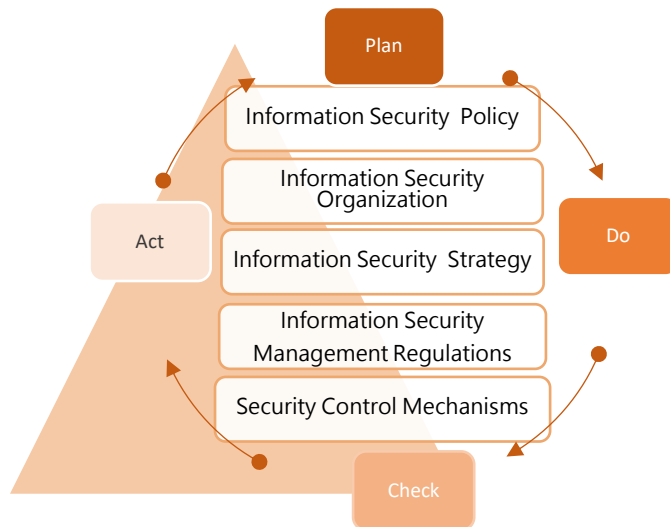 Plan
Information Security Policy
Information Security
Organization
Act
Do
Information Security Strategy
Information Security
Management Regulations
Security Control Mechanisms
Check